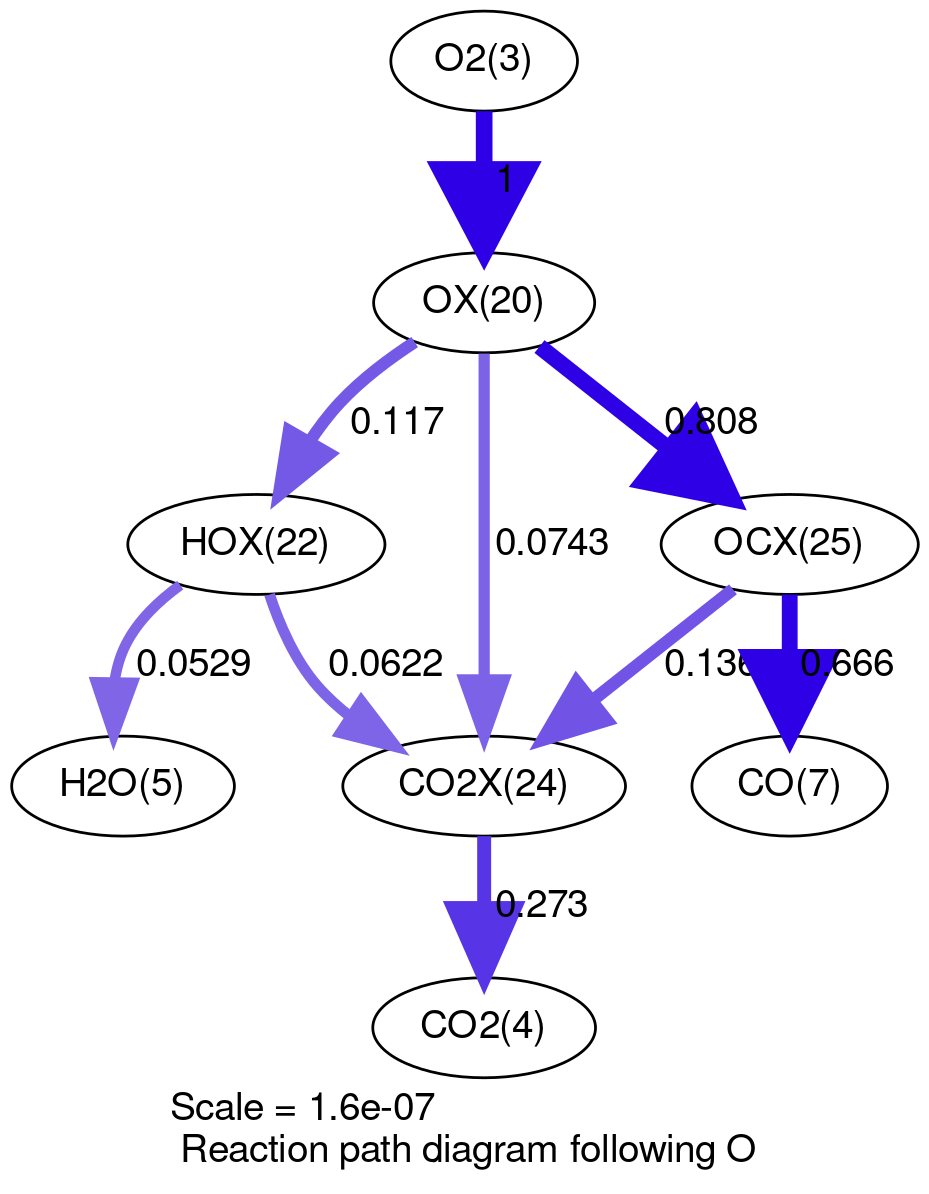 O2(3)
1
OX(20)
0.117
0.808
HOX(22)
0.0743
OCX(25)
0.0529
0.0622
0.136
0.666
H2O(5)
CO2X(24)
CO(7)
0.273
CO2(4)
Scale = 1.6e-07
Reaction path diagram following O